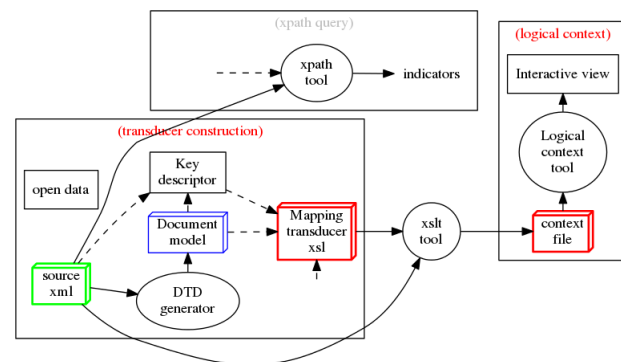 (xpath query)
xpath
tool
indicators
(logical context)
Interactive view
Logical
context
tool
context
file
(transducer construction)
open data
Key
descriptor
Document
model
Mapping
transducer
xsl
xslt
tool
source
xml
DTD
generator